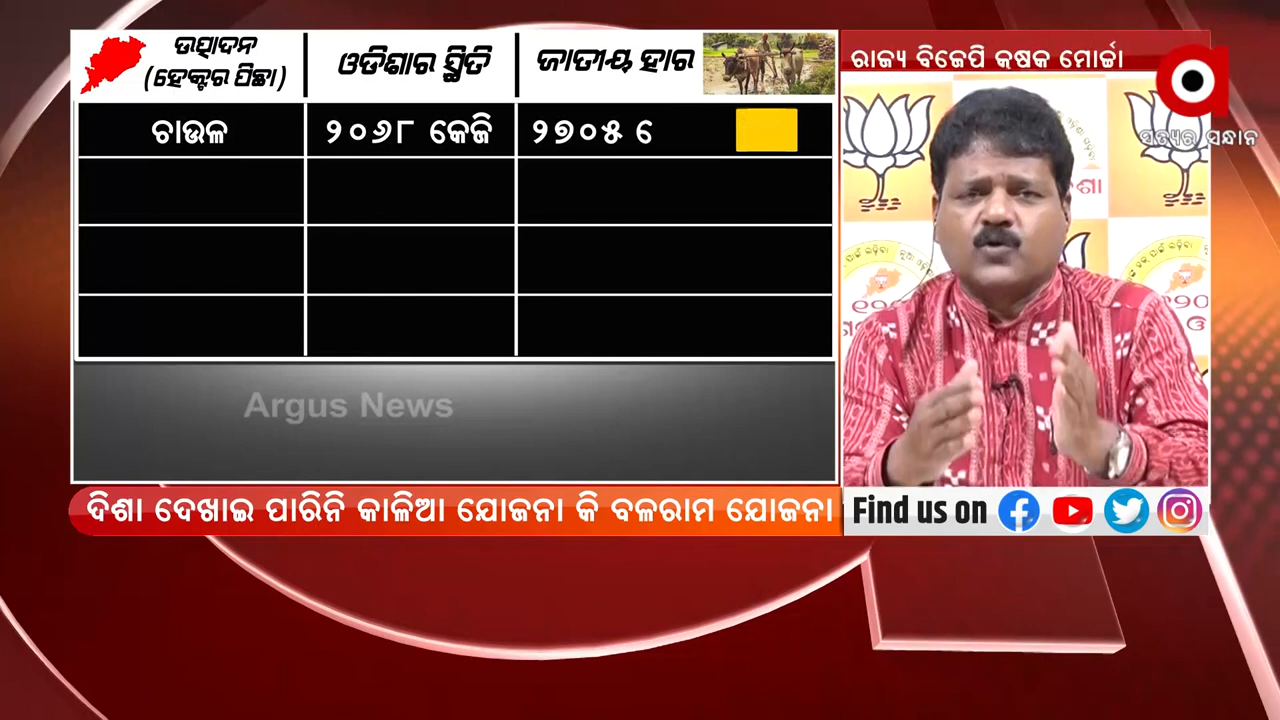 ଉତ୍ପାଦନ
(ହେକ୍ଟର ପିଛା)
ଓଡିଶାର ସ୍ଥିତି
ଜାତୀୟ ହାର
ଚାଉଳ
୨୦୬୮ କେଜି
୨୭୦୫ େ
Argus News
ରାଜ୍ୟ ବିଜେପି କୃଷକ ମୋର୍ଚ୍ଚା
ସତ୍ୟର ସନ୍ଧାନ
ଦିଶା ଦେଖାଇ ପାରିନି କାଳିଆ ଯୋଜନା କି ବଳରାମ ଯୋଜନା
Find us on